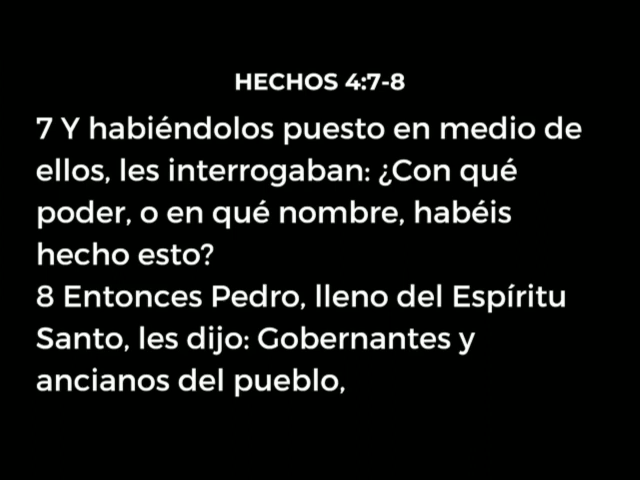 HECHOS 4:7-8
7 Y habiéndolos puesto en medio de
ellos, les interrogaban: ¿Con qué
poder, o en qué nombre, habéis
hecho esto?
8 Entonces Pedro, lleno del Espíritu
Santo, les dijo: Gobernantes y
ancianos del pueblo,